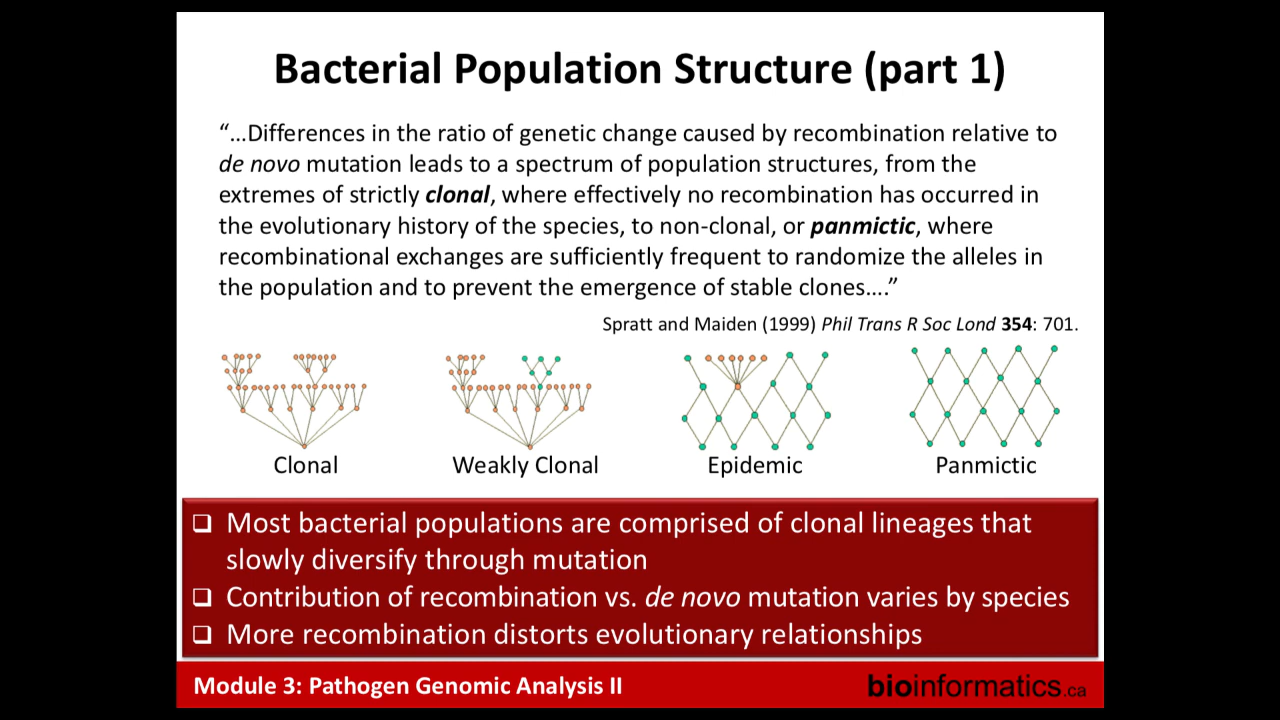 Bacterial Population Structure (part 1)
“…Differences in the ratio of genetic change caused by recombination relative to
de novo mutation leads to a spectrum of population structures, from the
extremes of strictly clonal, where effectively no recombination has occurred in
the evolutionary history of the species, to non-clonal, or panmictic, where
recombinational exchanges are sufficiently frequent to randomize the alleles in
the population and to prevent the emergence of stable clones….”
Spratt and Maiden (1999) Phil Trans R Soc Lond 354: 701.
Clonal
Weakly Clonal
Epidemic
Panmictic
Most bacterial populations are comprised of clonal lineages that
slowly diversify through mutation
Contribution of recombination vs. de novo mutation varies by species
More recombination distorts evolutionary relationships
Module 3: Pathogen Genomic Analysis II
bioinformatics.ca